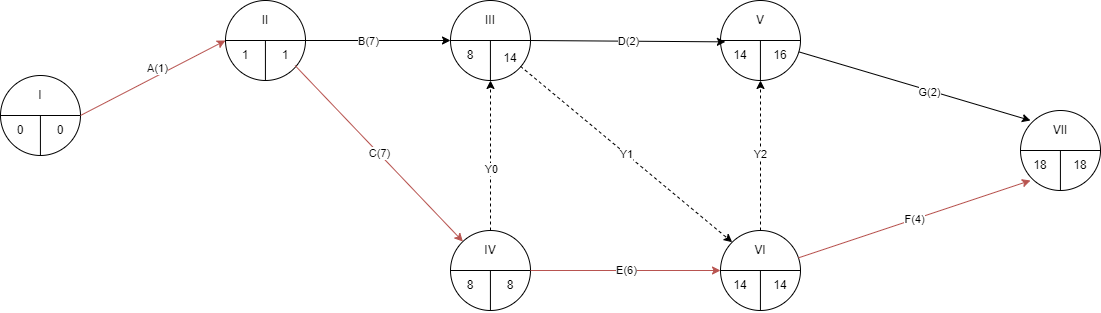 II
1 1
III
8 14
V
14 16
B(7)
D(2)
A(1)
I
0 0
G(2)
VII
18 18
C(7)
Y0
Y1
Y2
F(4)
IV
8 8
E(6)
VI
14 14